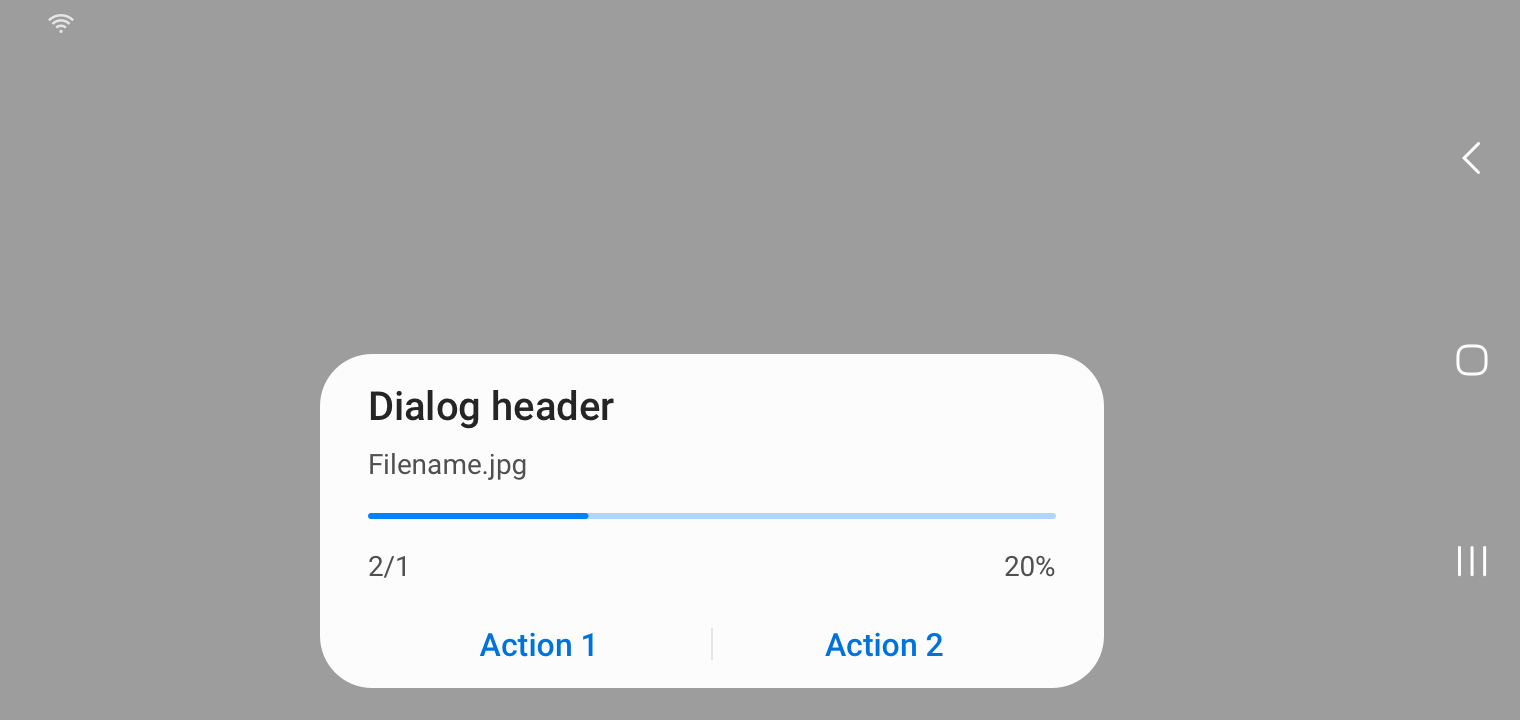 Dialog header
Filename.jpg
2/1
20%
Action 1
Action 2